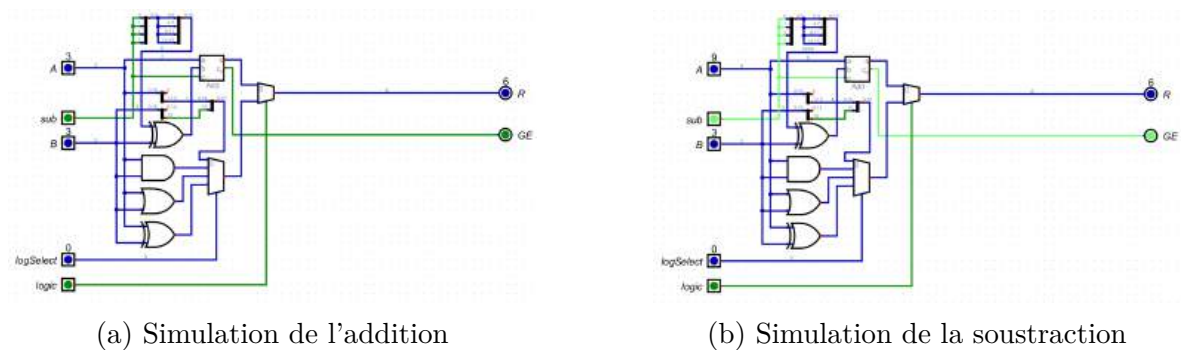 3
A
sub
3
B
0
logSelect
logic
6
R
GE
(a) Simulation de l'addition
9
A
sub
3
B
0
logSelect
logic
6
R
GE
(b) Simulation de la soustraction